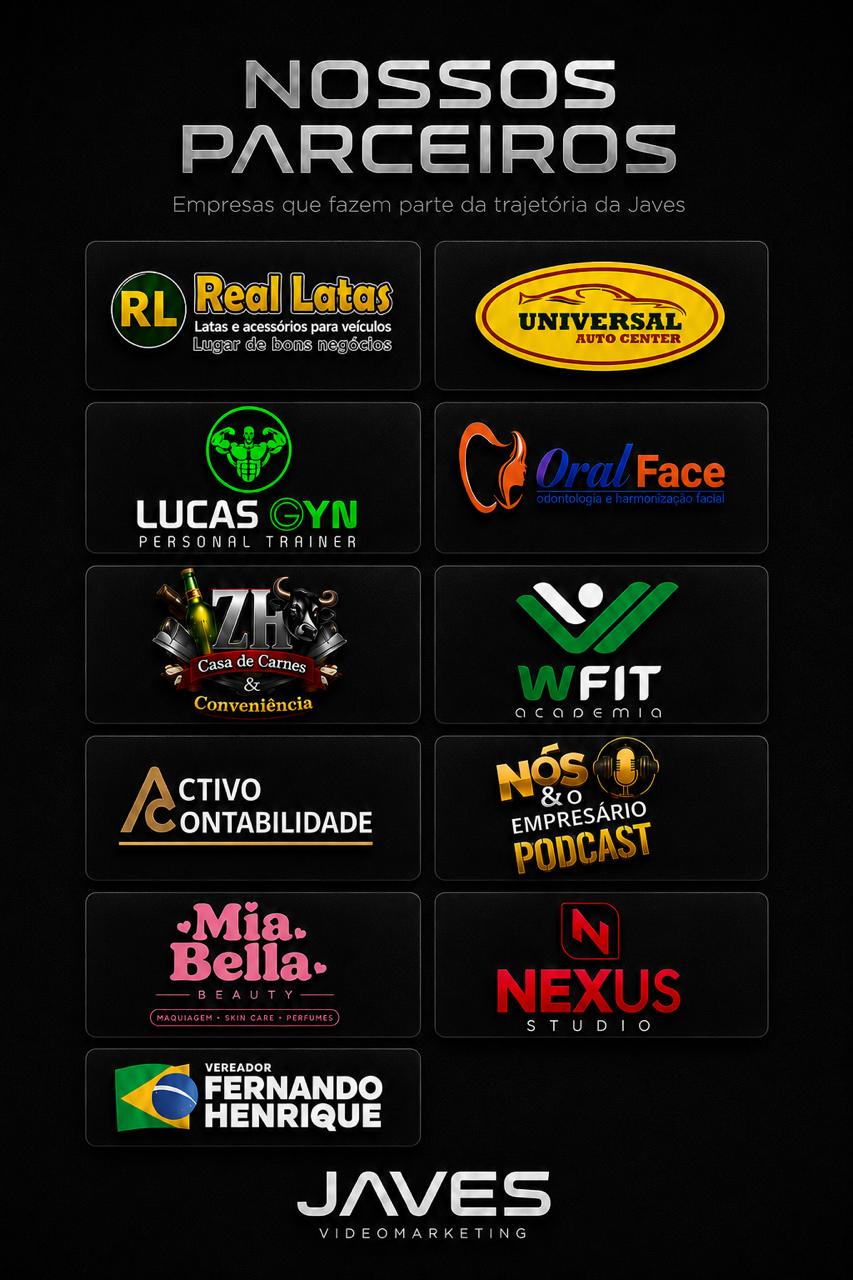 NOSSOS
PARCEIROS
Empresas que fazem parte da trajetória da Javes
RL
Real Latas
Latas e acessórios para veículos
Lugar de bons negócios
UNIVERSAL
AUTO CENTER
LUCAS GYN
PERSONAL TRAINER
Oral Face
odontologia e harmonização facial
ZH
Casa de Carnes
&
Conveniência
WFIT
academia
ACTIVO
CONTABILIDADE
NÓS
& O
EMPRESÁRIO
PODCAST
Mia
Bella
BEAUTY
MAQUIAGEM • SKIN CARE • PERFUMES
N
NEXUS
STUDIO
VEREADOR
FERNANDO
HENRIQUE
JAVES
VIDEOMARKETING